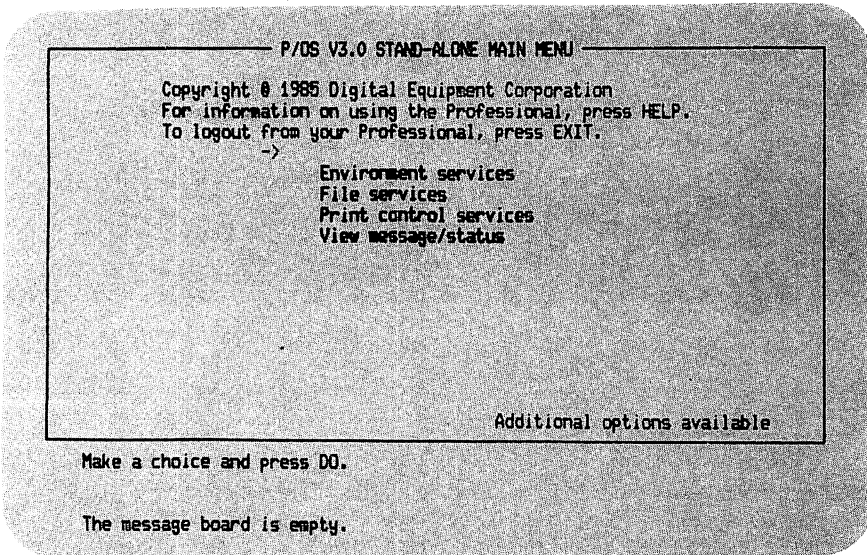 P/OS V3.0 STAND-ALONE MAIN MENU
Copyright © 1985 Digital Equipment Corporation
For information on using the Professional, press HELP.
To logout from your Professional, press EXIT.
->
Environment services
File services
Print control services
View message/status
Additional options available
Make a choice and press DO.
The message board is empty.